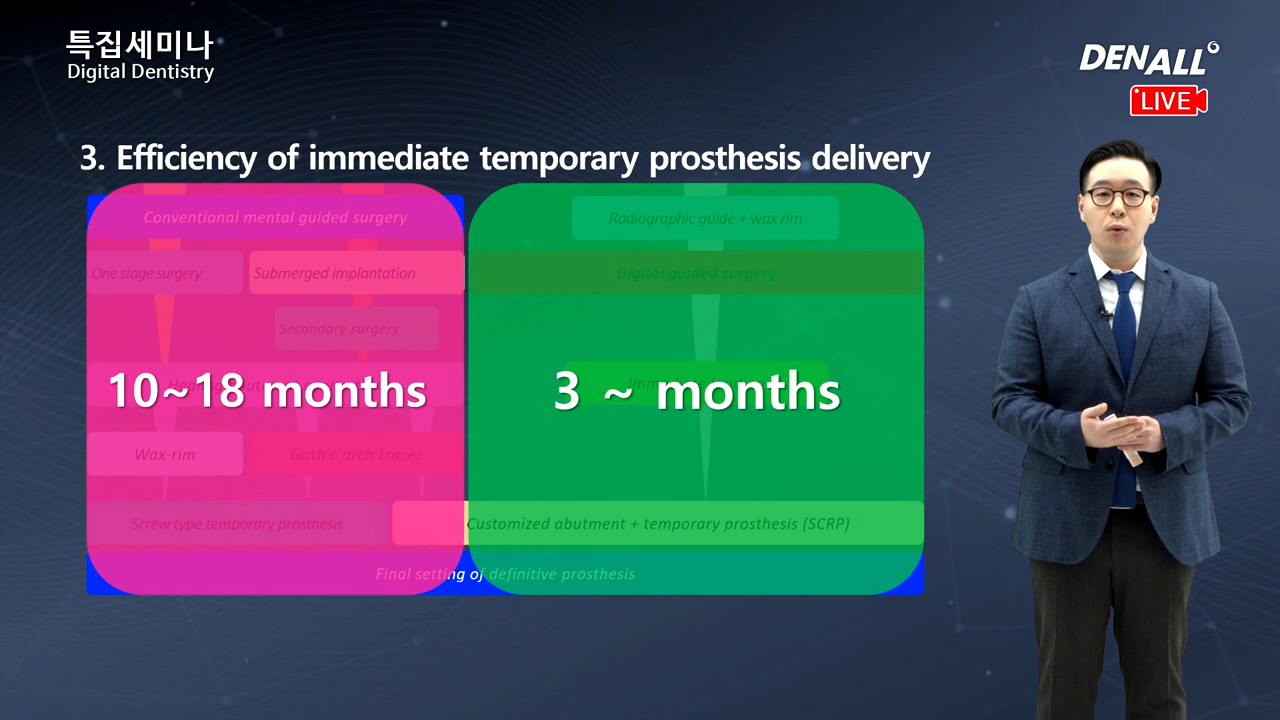 특집세미나
Digital Dentistry
DENALL
LIVE
3. Efficiency of immediate temporary prosthesis delivery
Conventional mental guided surgery
Radiographic guide + wax rim
One stage surgery
Submerged implantation
Digital guided surgery
Secondary surgery
10~18 months
3 ~ months
Wax-rim
Gothic arch tracer
Screw type temporary prosthesis
Customized abutment + temporary prosthesis (SCRP)
Final setting of definitive prosthesis